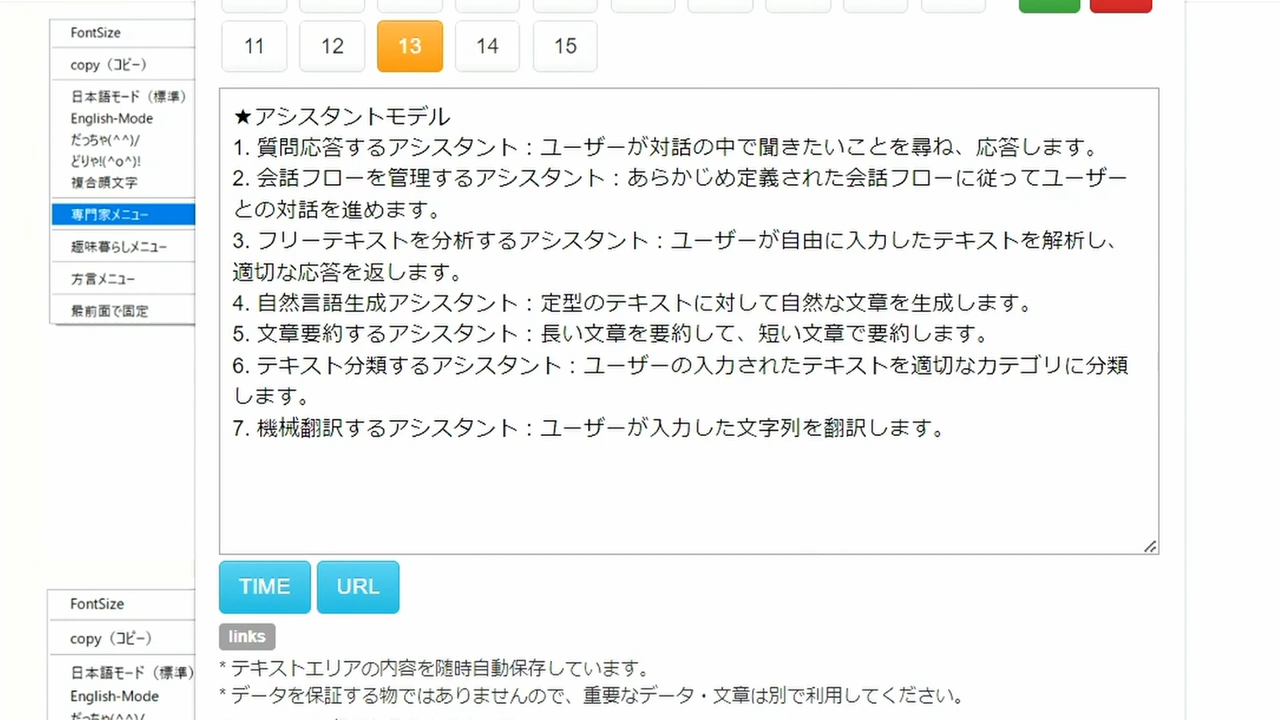 FontSize
copy（コピー）
日本語モード（標準）
English-Mode
だっちゃ(^^)/
どりゃ!(^o^)!
複合頭文字
専門家メニュー
趣味暮らしメニュー
方言メニュー
最前面で固定
11 12 13 14 15
★アシスタントモデル
1. 質問応答するアシスタント：ユーザーが対話の中で聞きたいことを尋ね、応答します。
2. 会話フローを管理するアシスタント：あらかじめ定義された会話フローに従ってユーザー
との対話を進めます。
3. フリーテキストを分析するアシスタント：ユーザーが自由に入力したテキストを解析し、
適切な応答を返します。
4. 自然言語生成アシスタント：定型のテキストに対して自然な文章を生成します。
5. 文章要約するアシスタント：長い文章を要約して、短い文章で要約します。
6. テキスト分類するアシスタント：ユーザーの入力されたテキストを適切なカテゴリに分類
します。
7. 機械翻訳するアシスタント：ユーザーが入力した文字列を翻訳します。
TIME URL
links
* テキストエリアの内容を随時自動保存しています。
* データを保証する物ではありませんので、重要なデータ・文章は別で利用してください。
FontSize
copy（コピー）
日本語モード（標準）
English-Mode
だっちゃ(^^)/